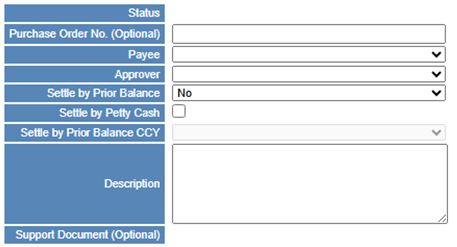 Status
Purchase Order No. (Optional)
Payee
Approver
Settle by Prior Balance No
Settle by Petty Cash
Settle by Prior Balance CCY
Description
Support Document (Optional)